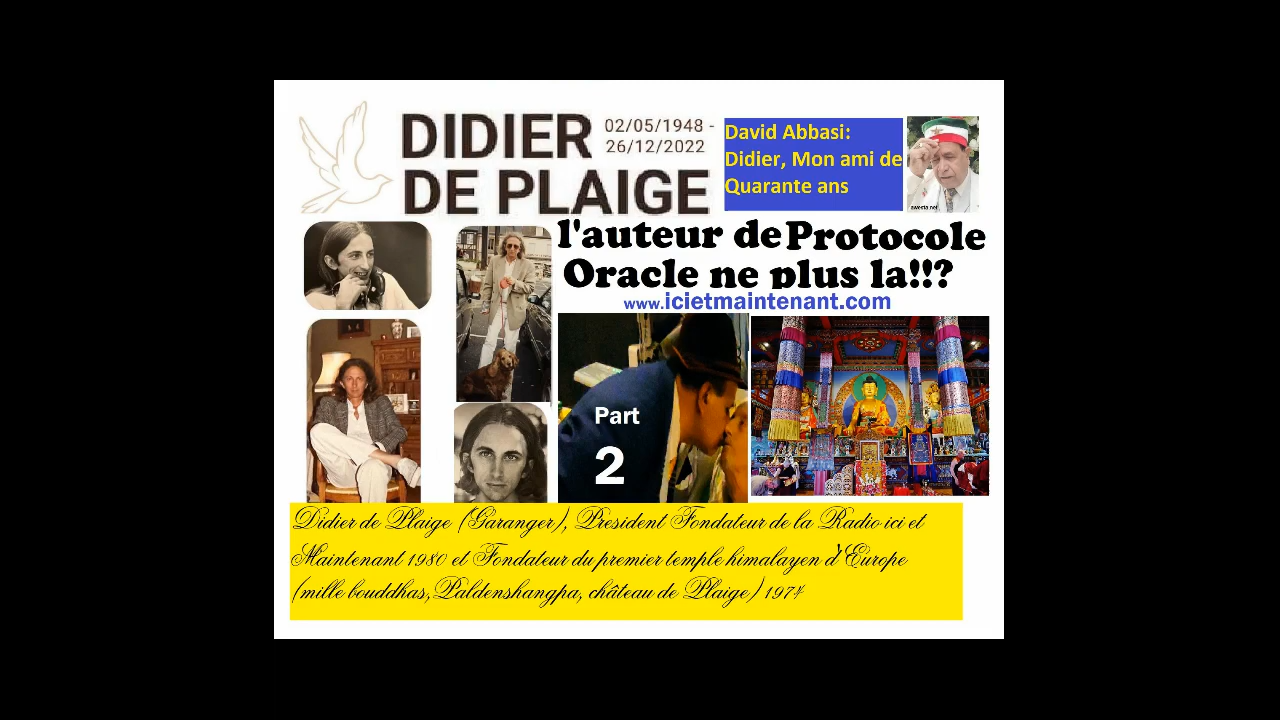 DIDIER
DE PLAIGE
02/05/1948 -
26/12/2022
David Abbasi:
Didier, Mon ami de
Quarante ans
awesta.net
l'auteur de Protocole
Oracle ne plus la!!?
www.icietmaintenant.com
Part
2
Didier de Plaige (Garanger), President Fondateur de la Radio ici et
Maintenant 1980 et Fondateur du premier temple himalayen d'Europe
(mille bouddhas, Paldenshangpa, château de Plaige) 1974